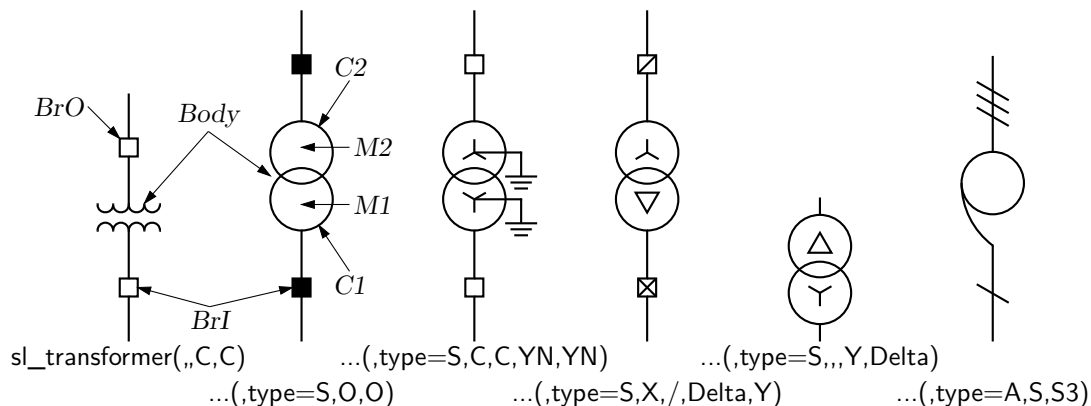 C2
BrO
Body
M2
M1
C1
BrI
sl_transformer(,,C,C)
...(,type=S,C,C,YN,YN)
...(,type=S,,,Y,Delta)
...(,type=S,O,O)
...(,type=S,X,/,Delta,Y)
...(,type=A,S,S3)